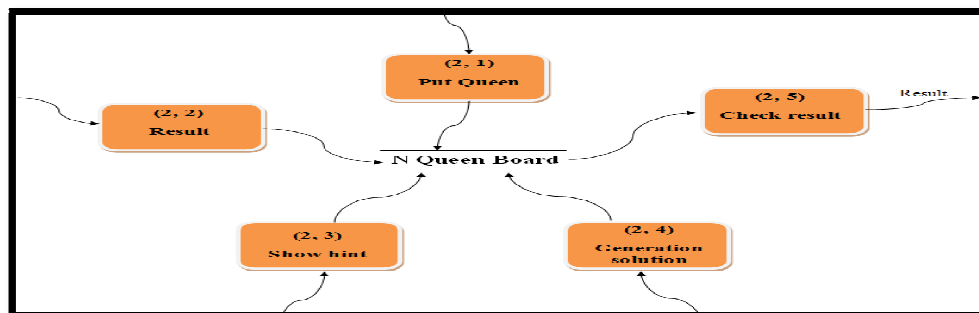 (2, 1)
Put Queen
(2, 2)
Result
(2, 5)
Check result
Result
N Queen Board
(2, 3)
Show hint
(2, 4)
Generation
solution